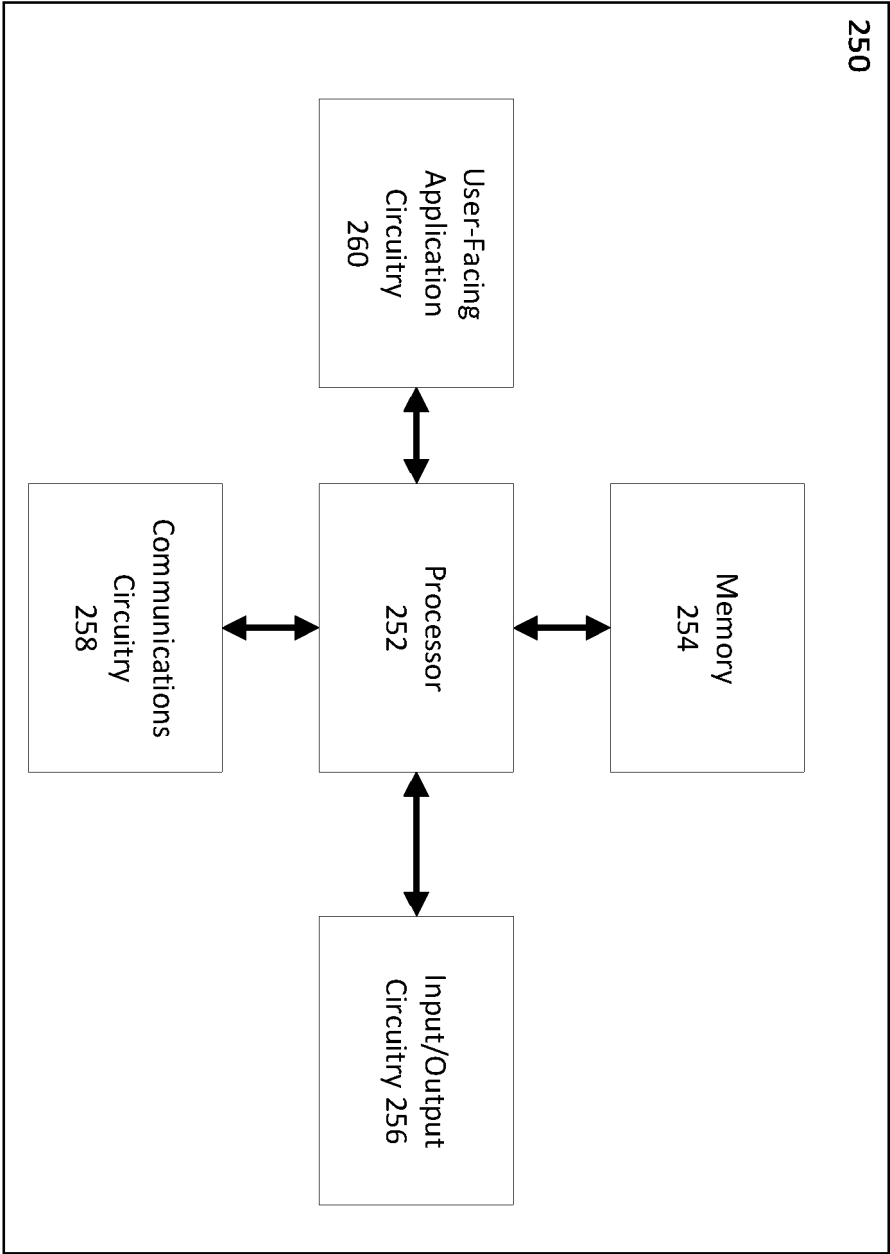 250
Memory
254
User-Facing
Application
Circuitry
260
Processor
252
Input/Output
Circuitry 256
Communications
Circuitry
258